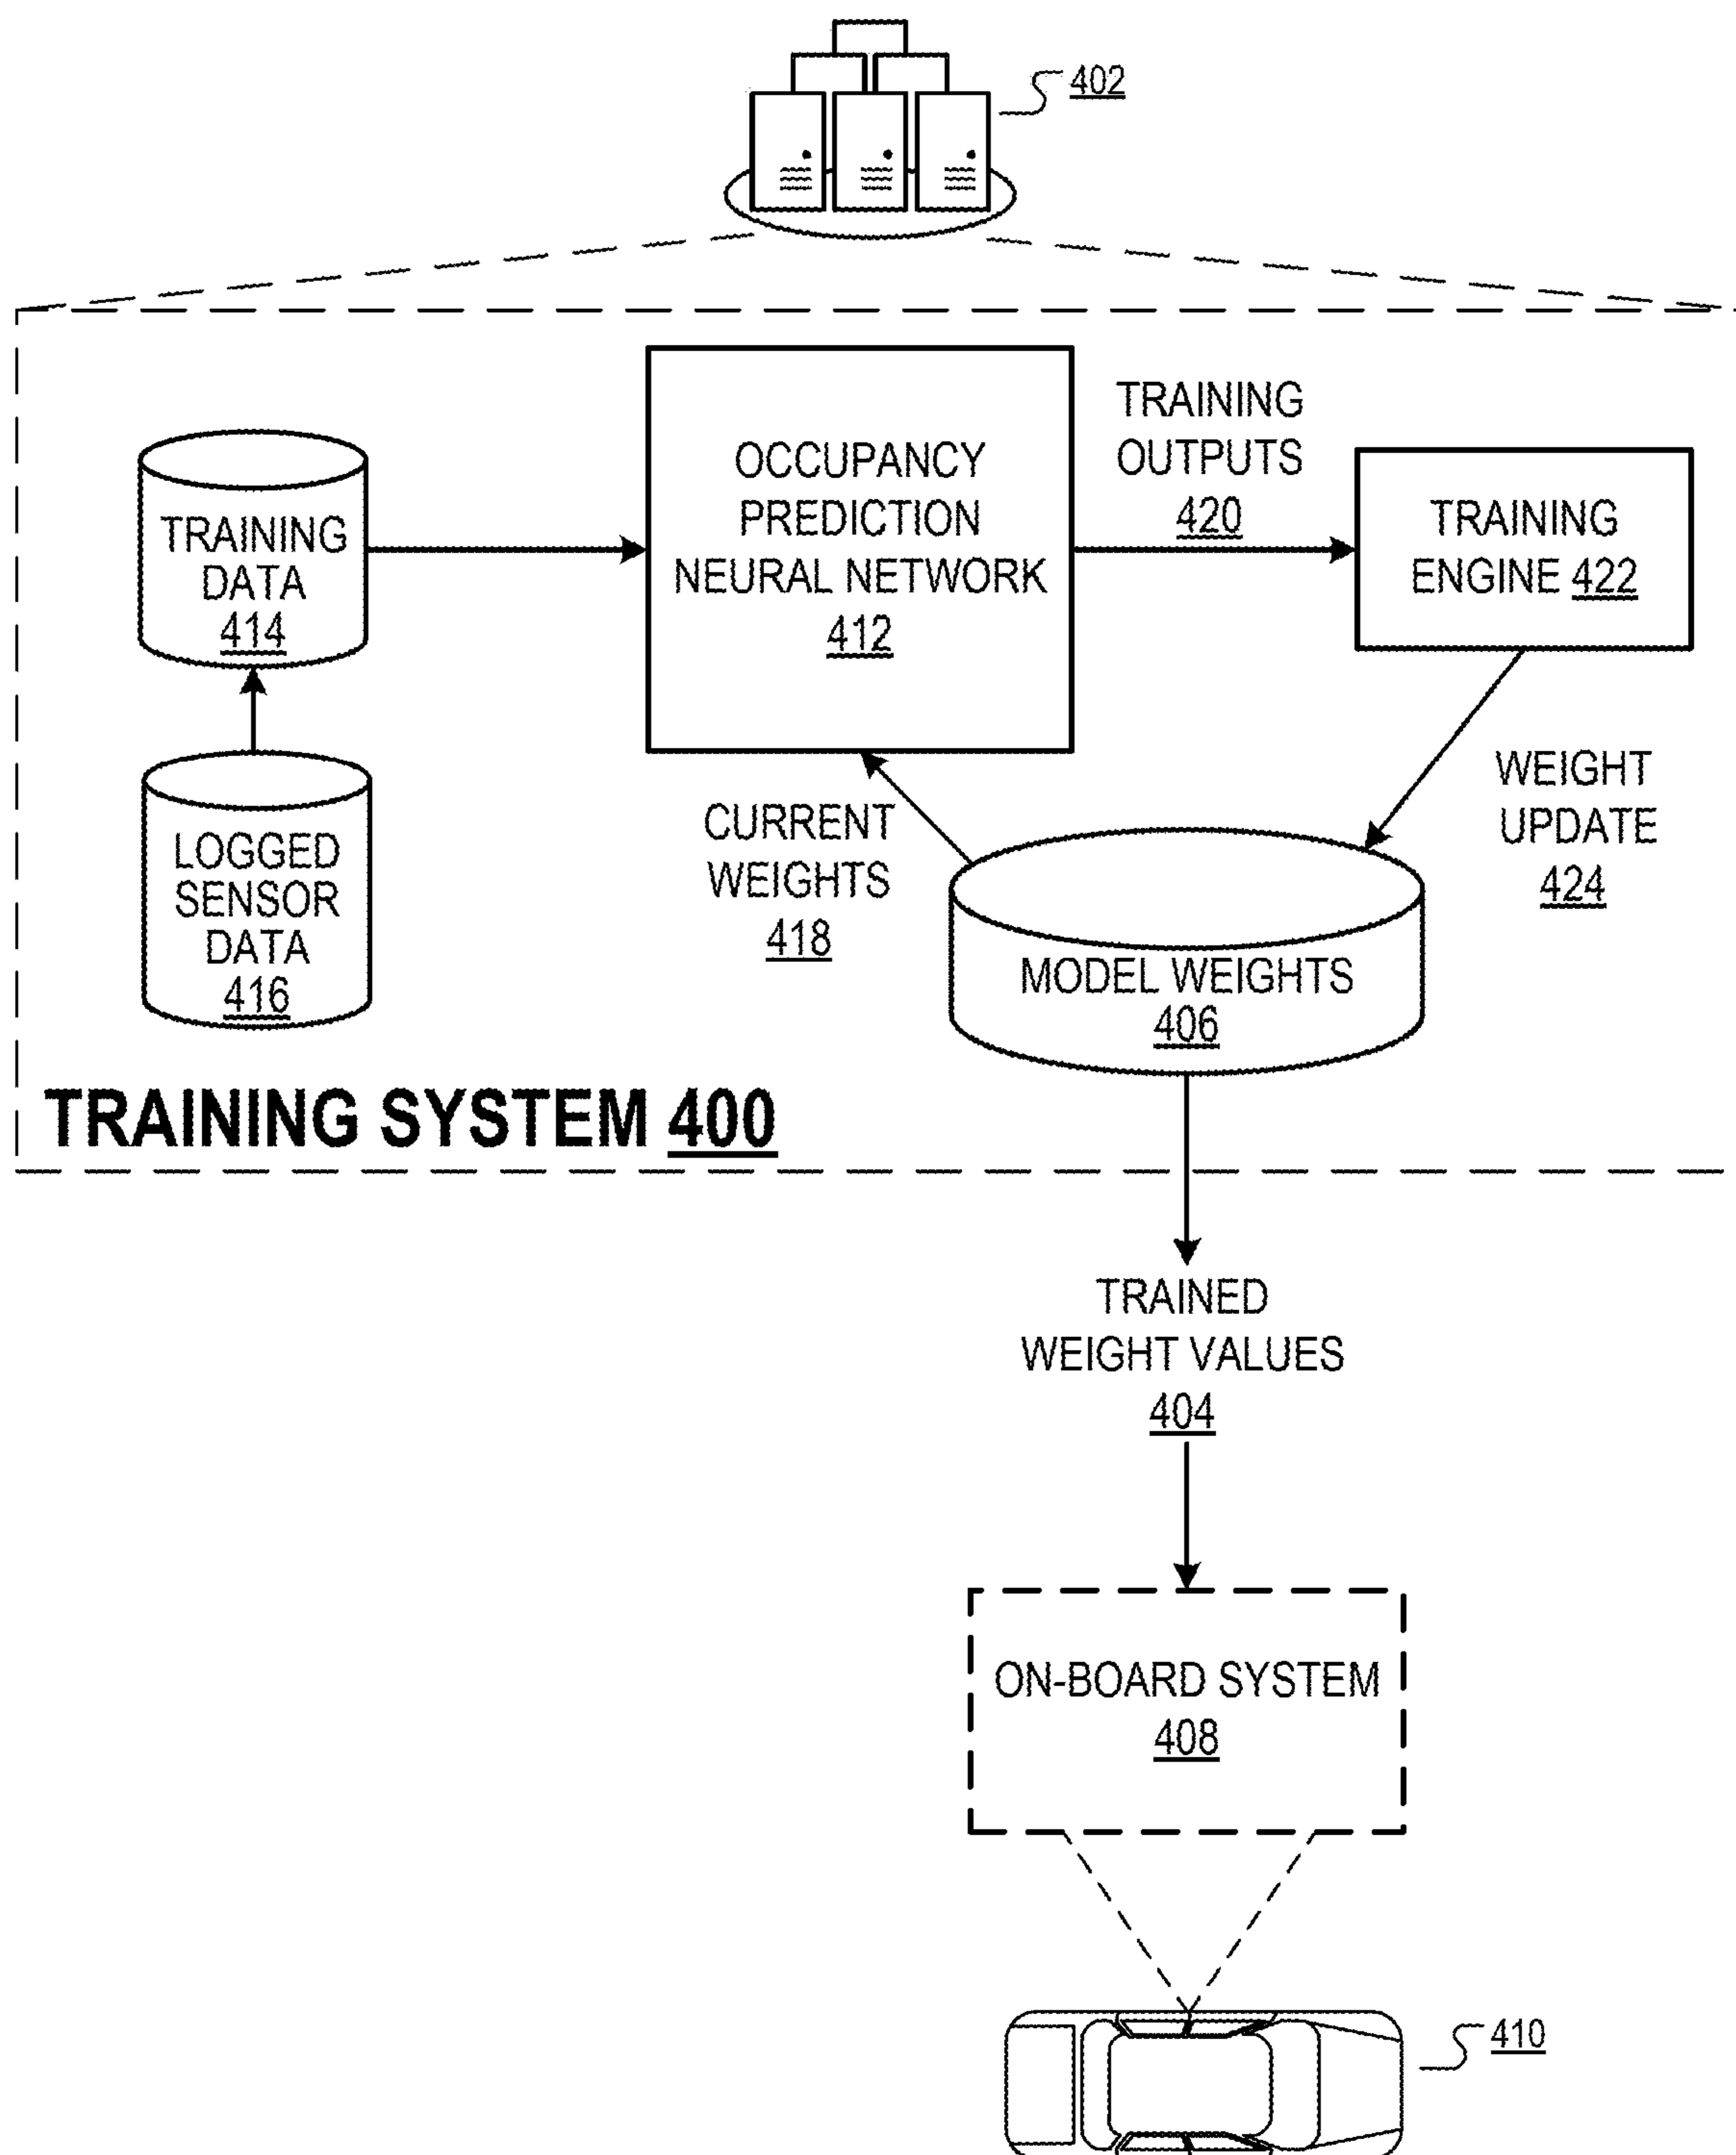 402
TRAINING
DATA
414
OCCUPANCY
PREDICTION
NEURAL NETWORK
412
TRAINING
OUTPUTS
420
TRAINING
ENGINE 422
LOGGED
SENSOR
DATA
416
CURRENT
WEIGHTS
418
WEIGHT
UPDATE
424
MODEL WEIGHTS
406
TRAINING SYSTEM 400
TRAINED
WEIGHT VALUES
404
ON-BOARD SYSTEM
408
410